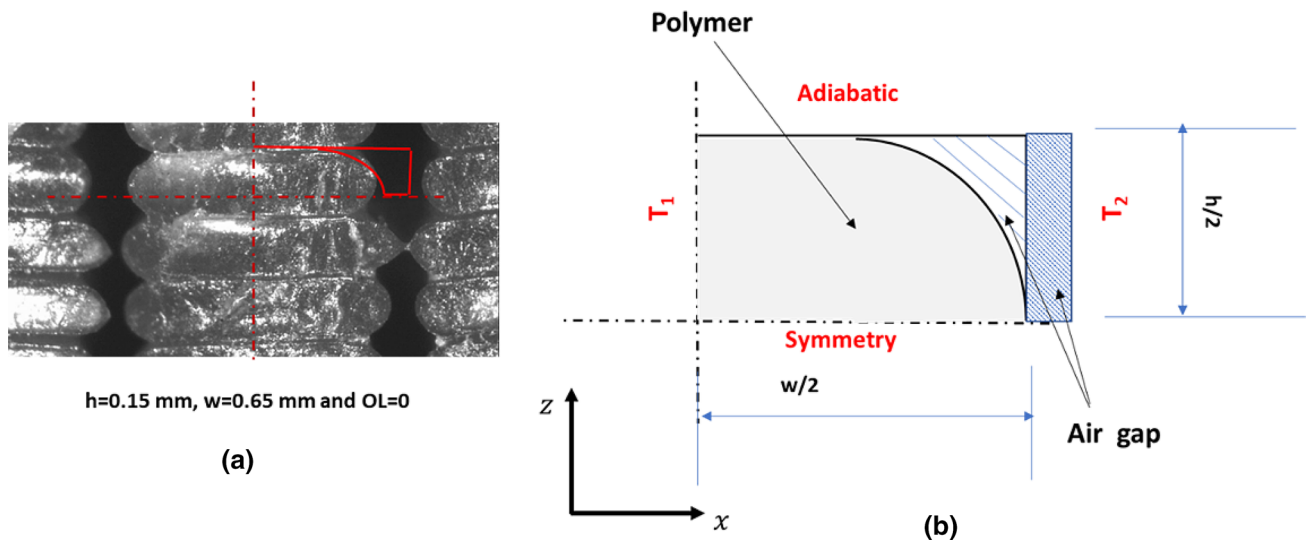 h=0.15 mm, w=0.65 mm and OL=0
(a)
Polymer
Adiabatic
T1
T2
h/2
Symmetry
w/2
Air gap
z
x
(b)